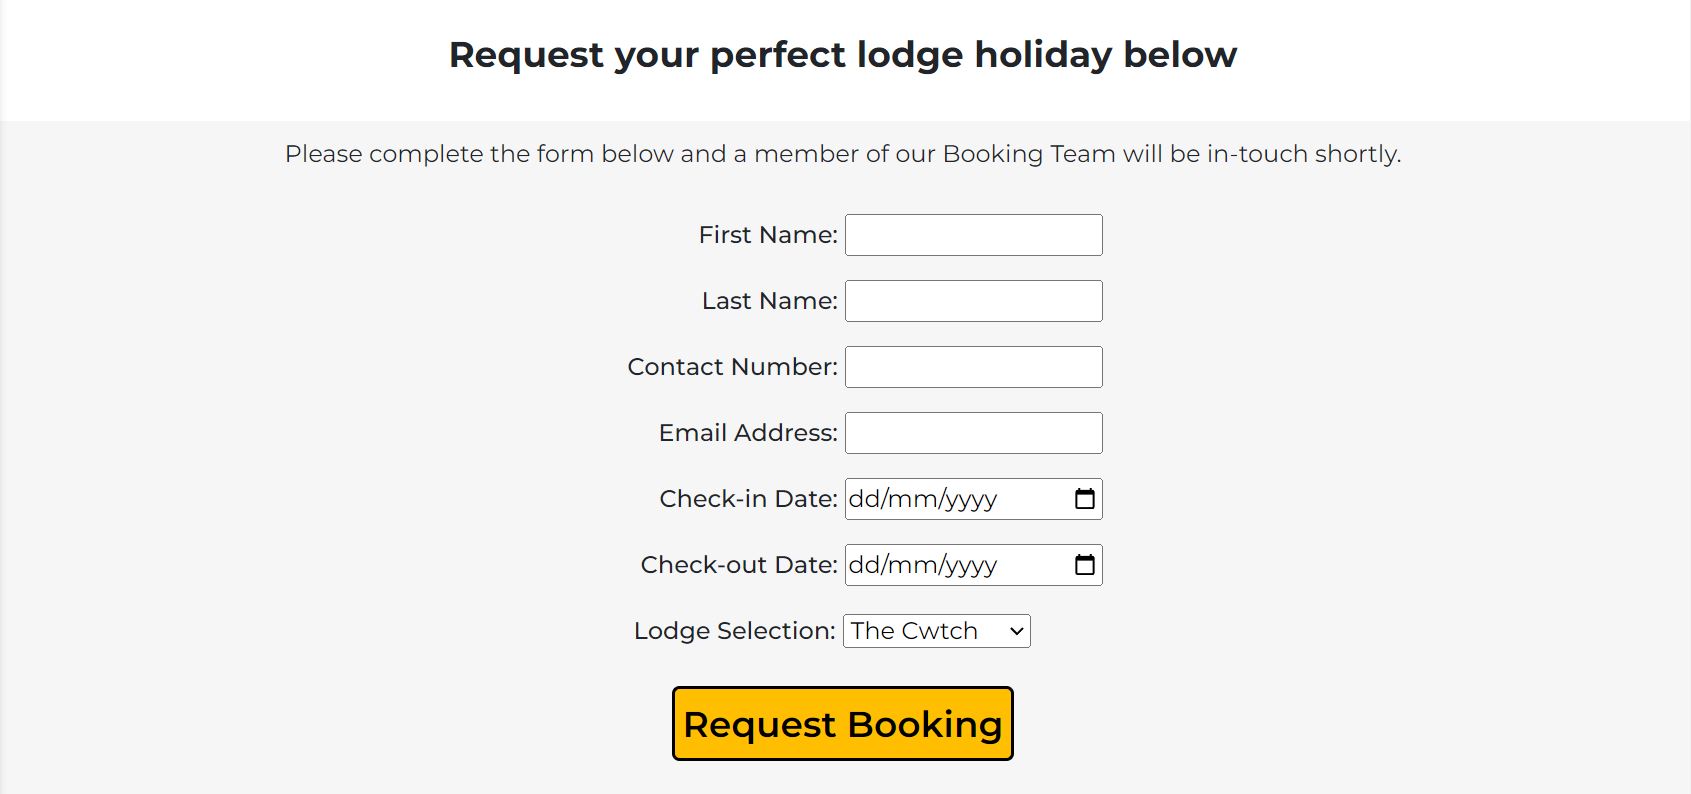 Request your perfect lodge holiday below
Please complete the form below and a member of our Booking Team will be in-touch shortly.
First Name:
Last Name:
Contact Number:
Email Address:
Check-in Date: dd/mm/yyyy
Check-out Date: dd/mm/yyyy
Lodge Selection: The Cwtch
Request Booking